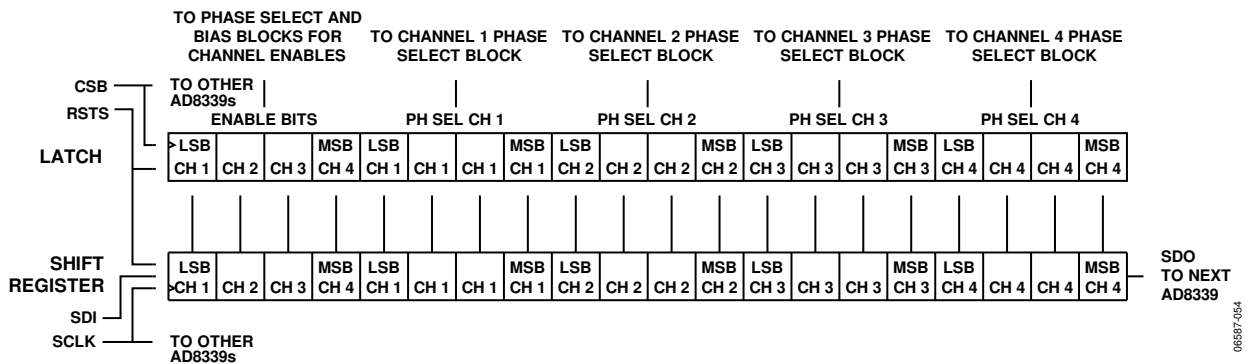 TO PHASE SELECT AND
BIAS BLOCKS FOR
CHANNEL ENABLES
TO CHANNEL 1 PHASE
SELECT BLOCK
TO CHANNEL 2 PHASE
SELECT BLOCK
TO CHANNEL 3 PHASE
SELECT BLOCK
TO CHANNEL 4 PHASE
SELECT BLOCK
CSB
TO OTHER
AD8339s
RSTS
ENABLE BITS
PH SEL CH 1
PH SEL CH 2
PH SEL CH 3
PH SEL CH 4
LATCH
LSB MSB LSB MSB LSB MSB LSB MSB LSB MSB
CH 1 CH 2 CH 3 CH 4 CH 1 CH 1 CH 1 CH 1 CH 2 CH 2 CH 2 CH 2 CH 3 CH 3 CH 3 CH 3 CH 4 CH 4 CH 4 CH 4
SHIFT
REGISTER
LSB MSB LSB MSB LSB MSB LSB MSB LSB MSB
CH 1 CH 2 CH 3 CH 4 CH 1 CH 1 CH 1 CH 1 CH 2 CH 2 CH 2 CH 2 CH 3 CH 3 CH 3 CH 3 CH 4 CH 4 CH 4 CH 4
SDO
TO NEXT
AD8339
SDI
SCLK
TO OTHER
AD8339s
06587-054